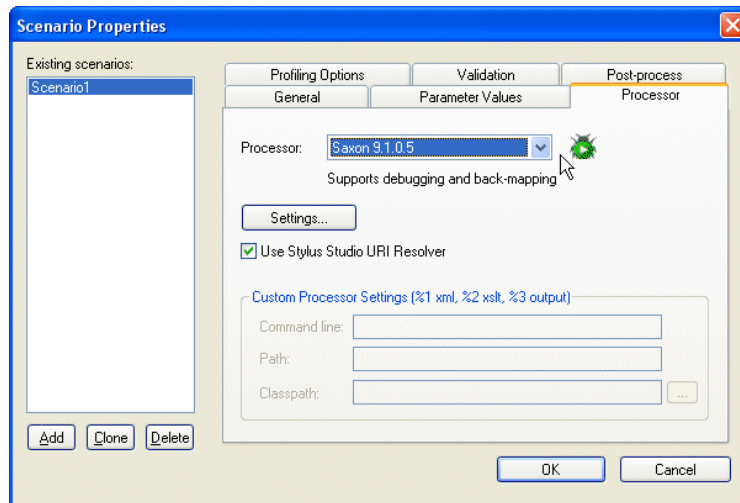 Scenario Properties
Existing scenarios:
Scenario1
Add Clone Delete
Profiling Options Validation Post-process
General Parameter Values Processor
Processor: Saxon 9.1.0.5
Supports debugging and back-mapping
Settings...
Use Stylus Studio URI Resolver
Custom Processor Settings (%1 xml, %2 xslt, %3 output)
Command line:
Path:
Classpath: ...
OK Cancel